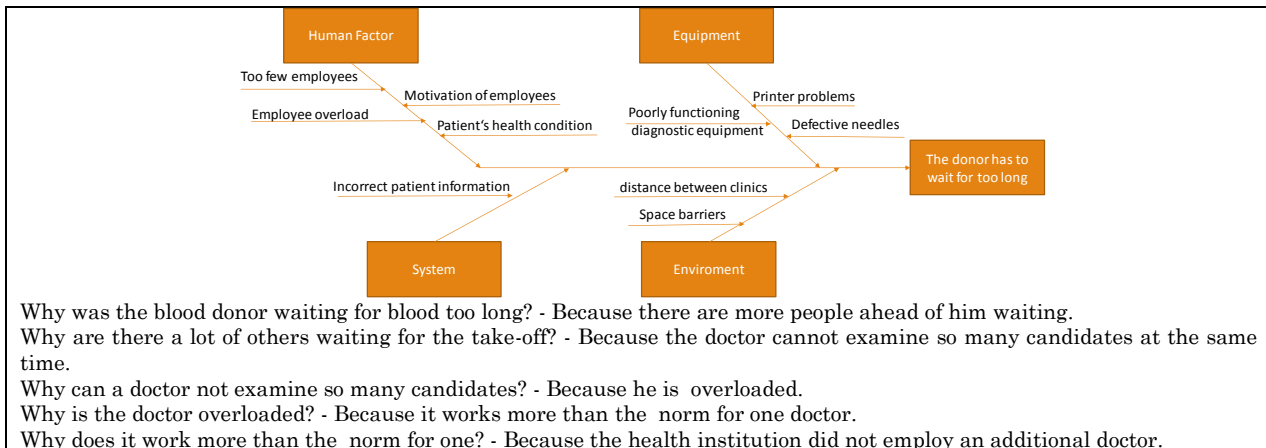 Human Factor
Equipment
Too few employees
Motivation of employees
Employee overload
Patient's health condition
Printer problems
Poorly functioning
diagnostic equipment
Defective needles
The donor has to
wait for too long
Incorrect patient information
distance between clinics
Space barriers
System
Enviroment
Why was the blood donor waiting for blood too long? - Because there are more people ahead of him waiting.
Why are there a lot of others waiting for the take-off? - Because the doctor cannot examine so many candidates at the same
time.
Why can a doctor not examine so many candidates? - Because he is overloaded.
Why is the doctor overloaded? - Because it works more than the norm for one doctor.
Why does it work more than the norm for one? - Because the health institution did not employ an additional doctor.